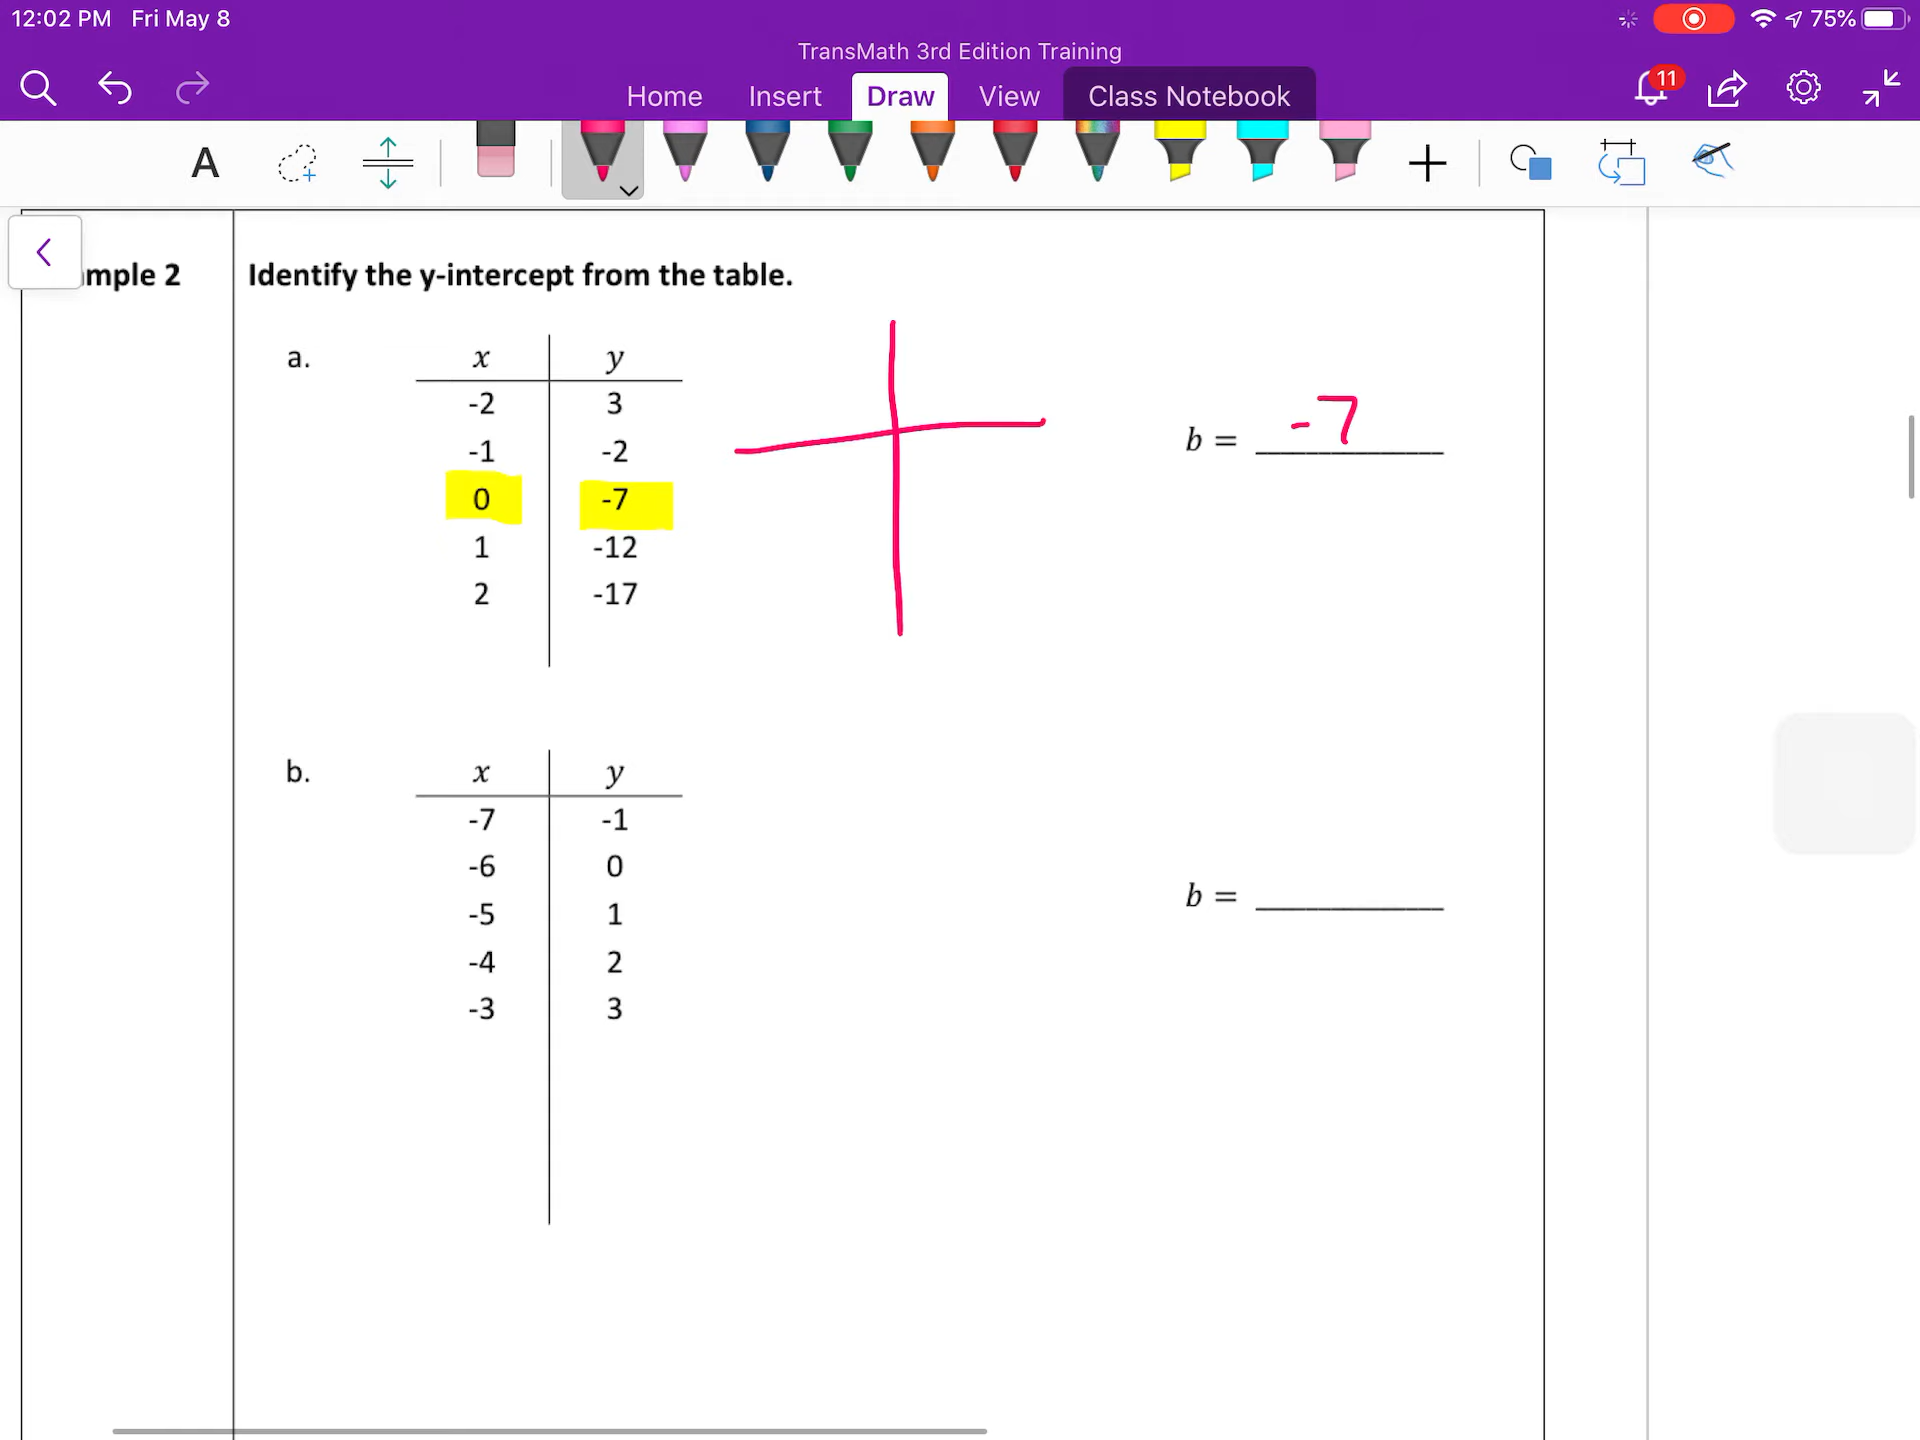 12:02 PM Fri May 8
75%
TransMath 3rd Edition Training
Home Insert Draw View Class Notebook
11
A
mple 2
Identify the y-intercept from the table.
a.
x y
-2 3
-1 -2
0 -7
1 -12
2 -17
b = -7
b.
x y
-7 -1
-6 0
-5 1
-4 2
-3 3
b =